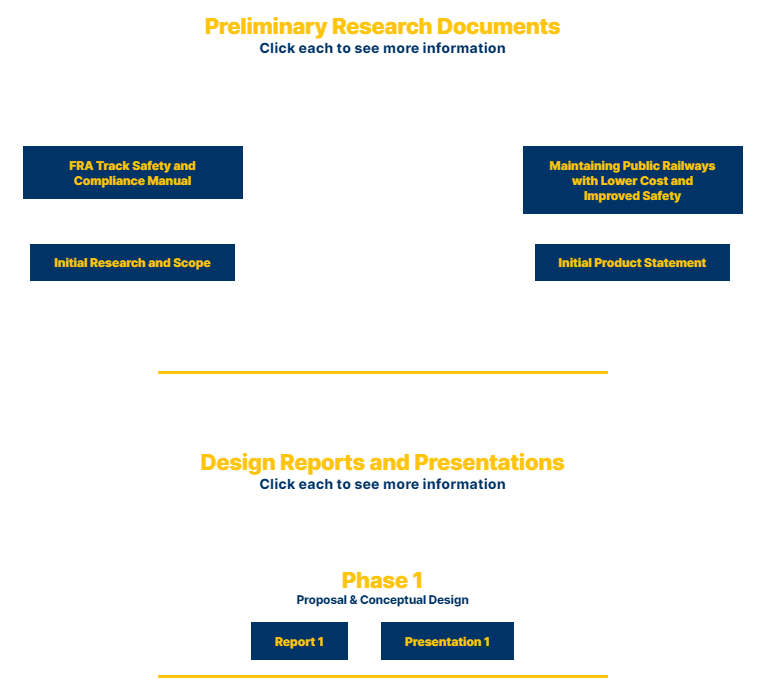 Preliminary Research Documents
Click each to see more information
FRA Track Safety and
Compliance Manual
Maintaining Public Railways
with Lower Cost and
Improved Safety
Initial Research and Scope
Initial Product Statement
Design Reports and Presentations
Click each to see more information
Phase 1
Proposal & Conceptual Design
Report 1
Presentation 1